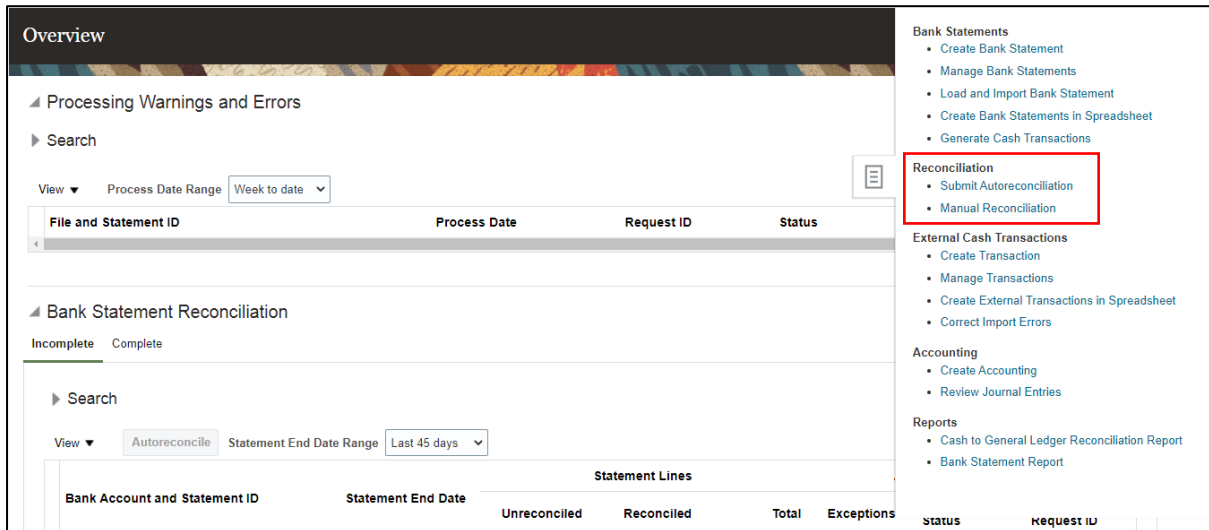 Overview
Processing Warnings and Errors
Search
View Process Date Range Week to date
File and Statement ID Process Date Request ID Status
Bank Statement Reconciliation
Incomplete Complete
Search
View Autoreconcile Statement End Date Range Last 45 days
Statement Lines
Bank Account and Statement ID Statement End Date
Unreconciled Reconciled Total Exceptions Status Request ID
Bank Statements
Create Bank Statement
Manage Bank Statements
Load and Import Bank Statement
Create Bank Statements in Spreadsheet
Generate Cash Transactions
Reconciliation
Submit Autoreconciliation
Manual Reconciliation
External Cash Transactions
Create Transaction
Manage Transactions
Create External Transactions in Spreadsheet
Correct Import Errors
Accounting
Create Accounting
Review Journal Entries
Reports
Cash to General Ledger Reconciliation Report
Bank Statement Report